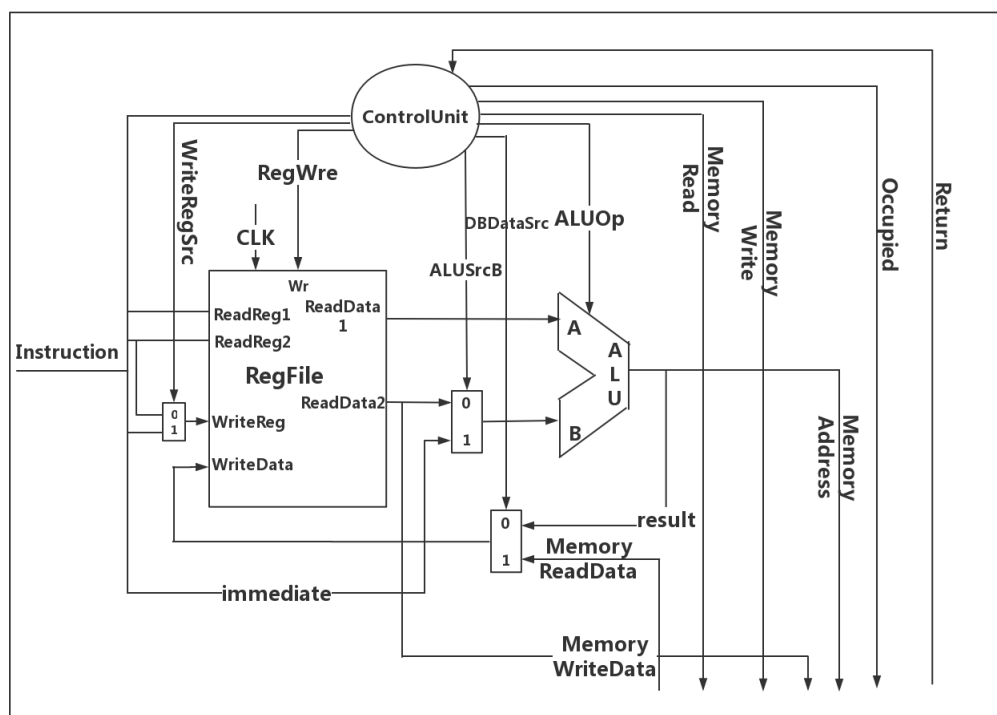 ControlUnit
WriteRegSrc
RegWre
CLK
DBDataSrc
ALUOp
ALUSrcB
Memory
Read
Memory
Write
Occupied
Return
Wr
ReadReg1
ReadData
1
ReadReg2
Instruction
RegFile
ReadData2
0
1
WriteReg
WriteData
0
1
A
B
ALU
Memory
Address
0
1
result
Memory
ReadData
immediate
Memory
WriteData